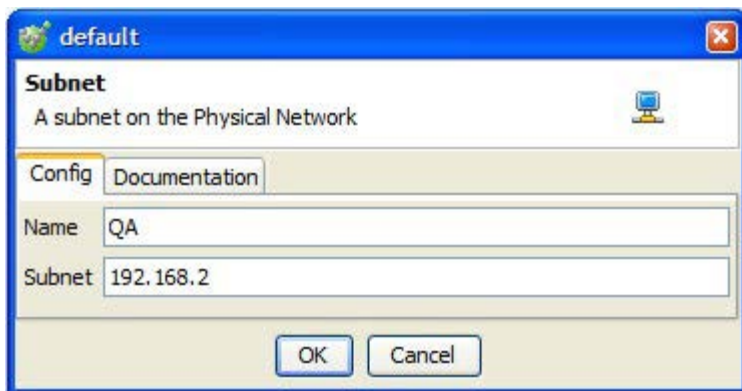 default
Subnet
A subnet on the Physical Network
Config Documentation
Name QA
Subnet 192.168.2
OK Cancel